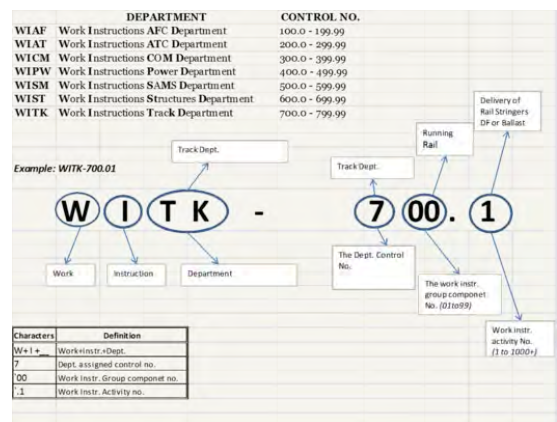 DEPARTMENT CONTROL NO.
WIAF Work Instructions AFC Department 100.0 - 199.99
WIAT Work Instructions ATC Department 200.0 - 299.99
WICM Work Instructions COM Department 300.0 - 399.99
WIPW Work Instructions Power Department 400.0 - 499.99
WISM Work Instructions SAMS Department 500.0 - 599.99
WIST Work Instructions Structures Department 600.0 - 699.99
WITK Work Instructions Track Department 700.0 - 799.99
Delivery of
Rail Stringers
DF or Ballast
Running
Rail
Track Dept.
Track Dept.
Example: WITK-700.01
W I T K - 7 00. 1
Work
Instruction
Department
The Dept. Control
No.
The work instr.
group componet
No. (01to99)
Work instr.
activity No.
(1 to 1000+)
Characters Definition
W+ I +__ Work+Instr.+Dept.
7 Dept. assigned control no.
`00 Work Instr. Group componet no.
`.1 Work Instr. Activity no.